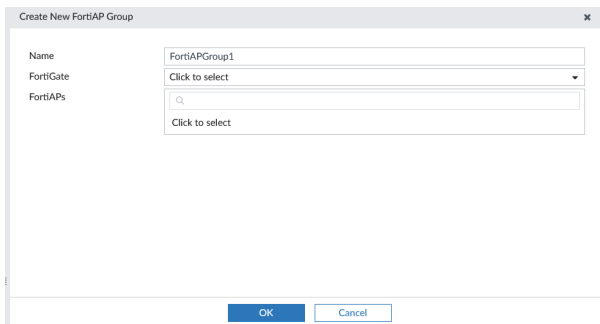 Create New FortiAP Group
Name
FortiAPGroup1
FortiGate
Click to select
FortiAPs
Click to select
OK
Cancel